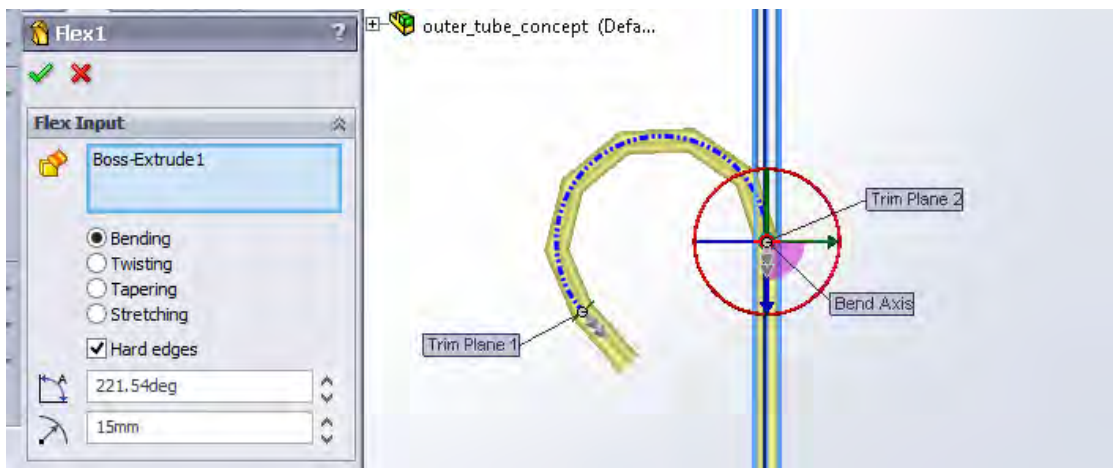 Flex1 ?
outer_tube_concept (Defa...
Flex Input
Boss-Extrude1
Bending
Twisting
Tapering
Stretching
Hard edges
A
221.54deg
15mm
Trim Plane 2
Bend Axis
Trim Plane 1